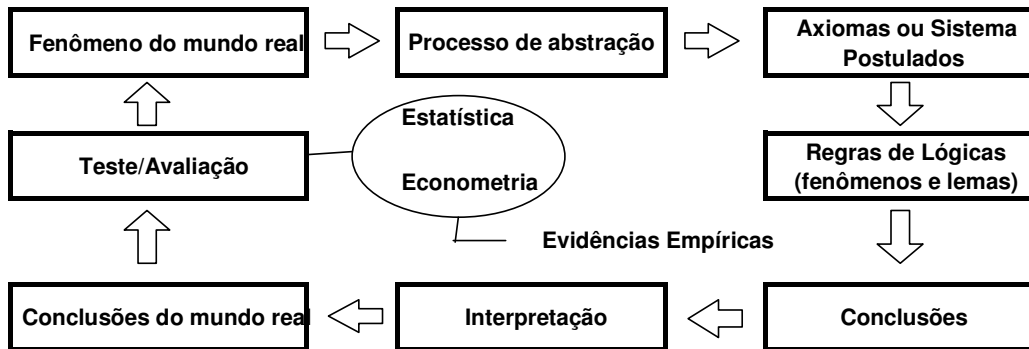 Fenômeno do mundo real
Processo de abstração
Axiomas ou Sistema
Postulados
Estatística
Teste/Avaliação
Econometria
Regras de Lógicas
(fenômenos e lemas)
Evidências Empíricas
Conclusões do mundo real
Interpretação
Conclusões